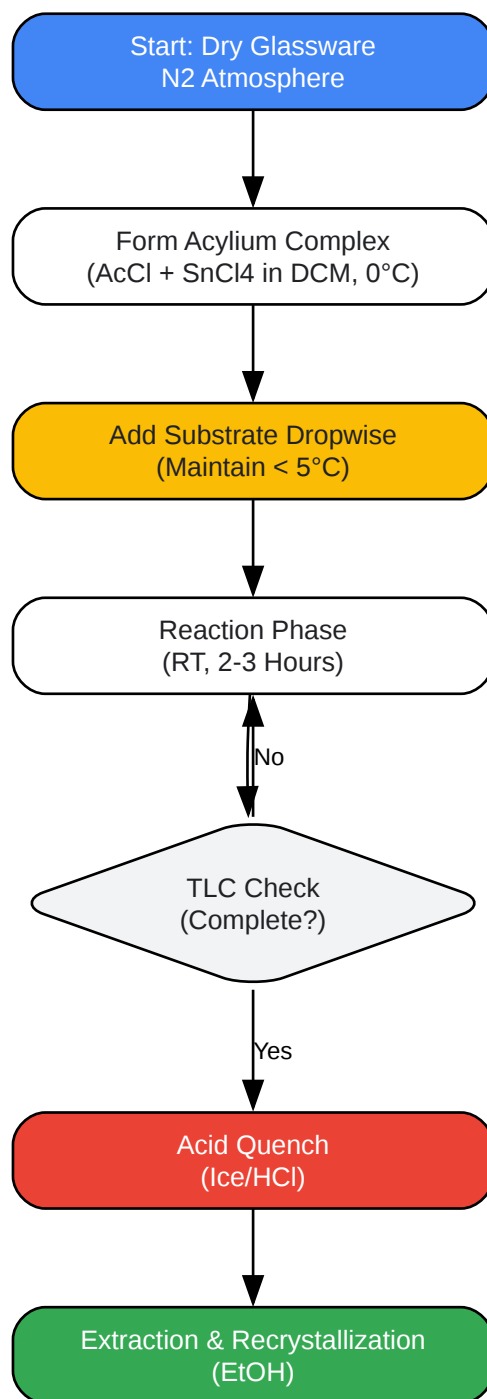 Start: Dry Glassware
N2 Atmosphere
Form Acylium Complex
(AcCl + SnCl4 in DCM, 0°C)
Add Substrate Dropwise
(Maintain < 5°C)
Reaction Phase
(RT, 2-3 Hours)
No
TLC Check
(Complete?)
Yes
Acid Quench
(Ice/HCl)
Extraction & Recrystallization
(EtOH)